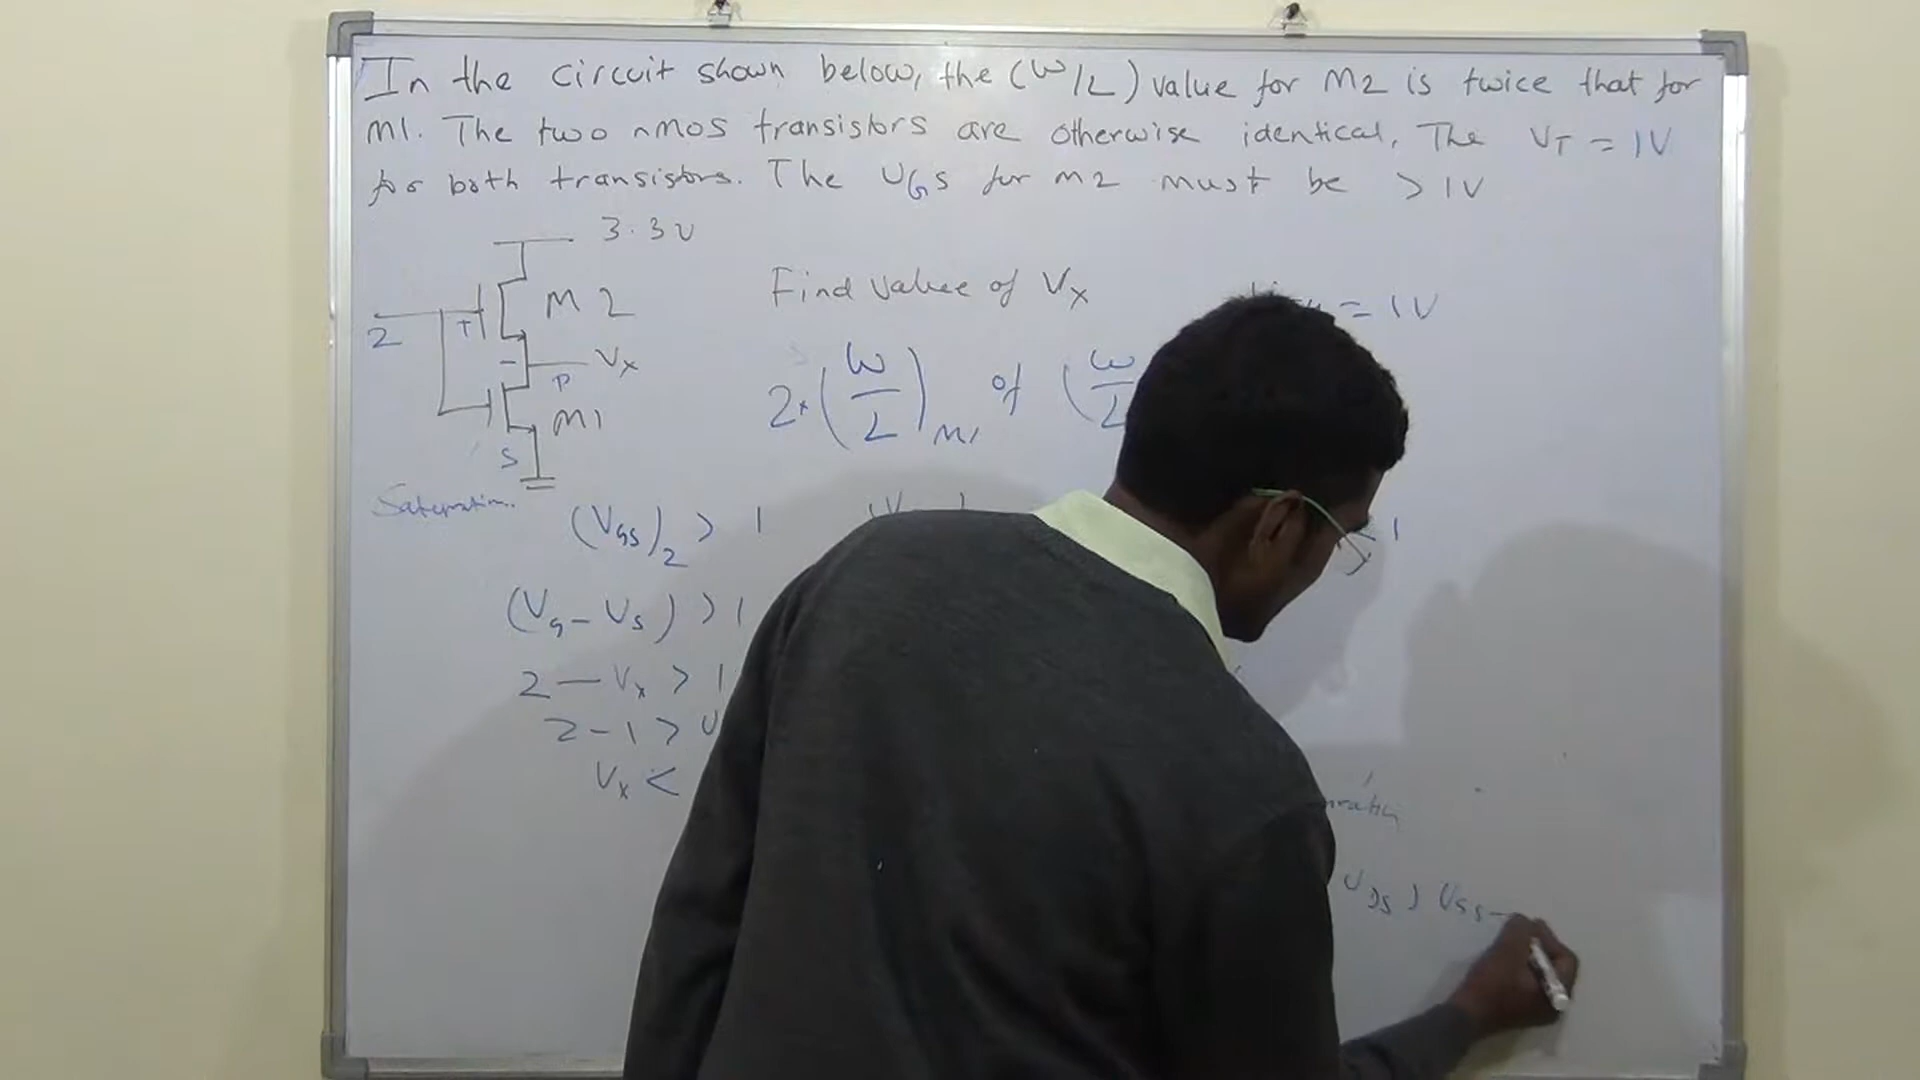 In the circuit shown below, the (W/L) value for M2 is twice that for
M1. The two nMOS transistors are otherwise identical. The VT = 1V
for both transistors. The VGS for M2 must be > 1V
3.3V
M2
2
+
-
Vx
P
M1
S
Find value of Vx
= 1V
2 × (W/L) M1 of (W/L
Saturation.
(VGS)2 > 1
1
(VG - VS) > 1
2 - Vx > 1
2 - 1 > V
Vx <
VDS > VGS -